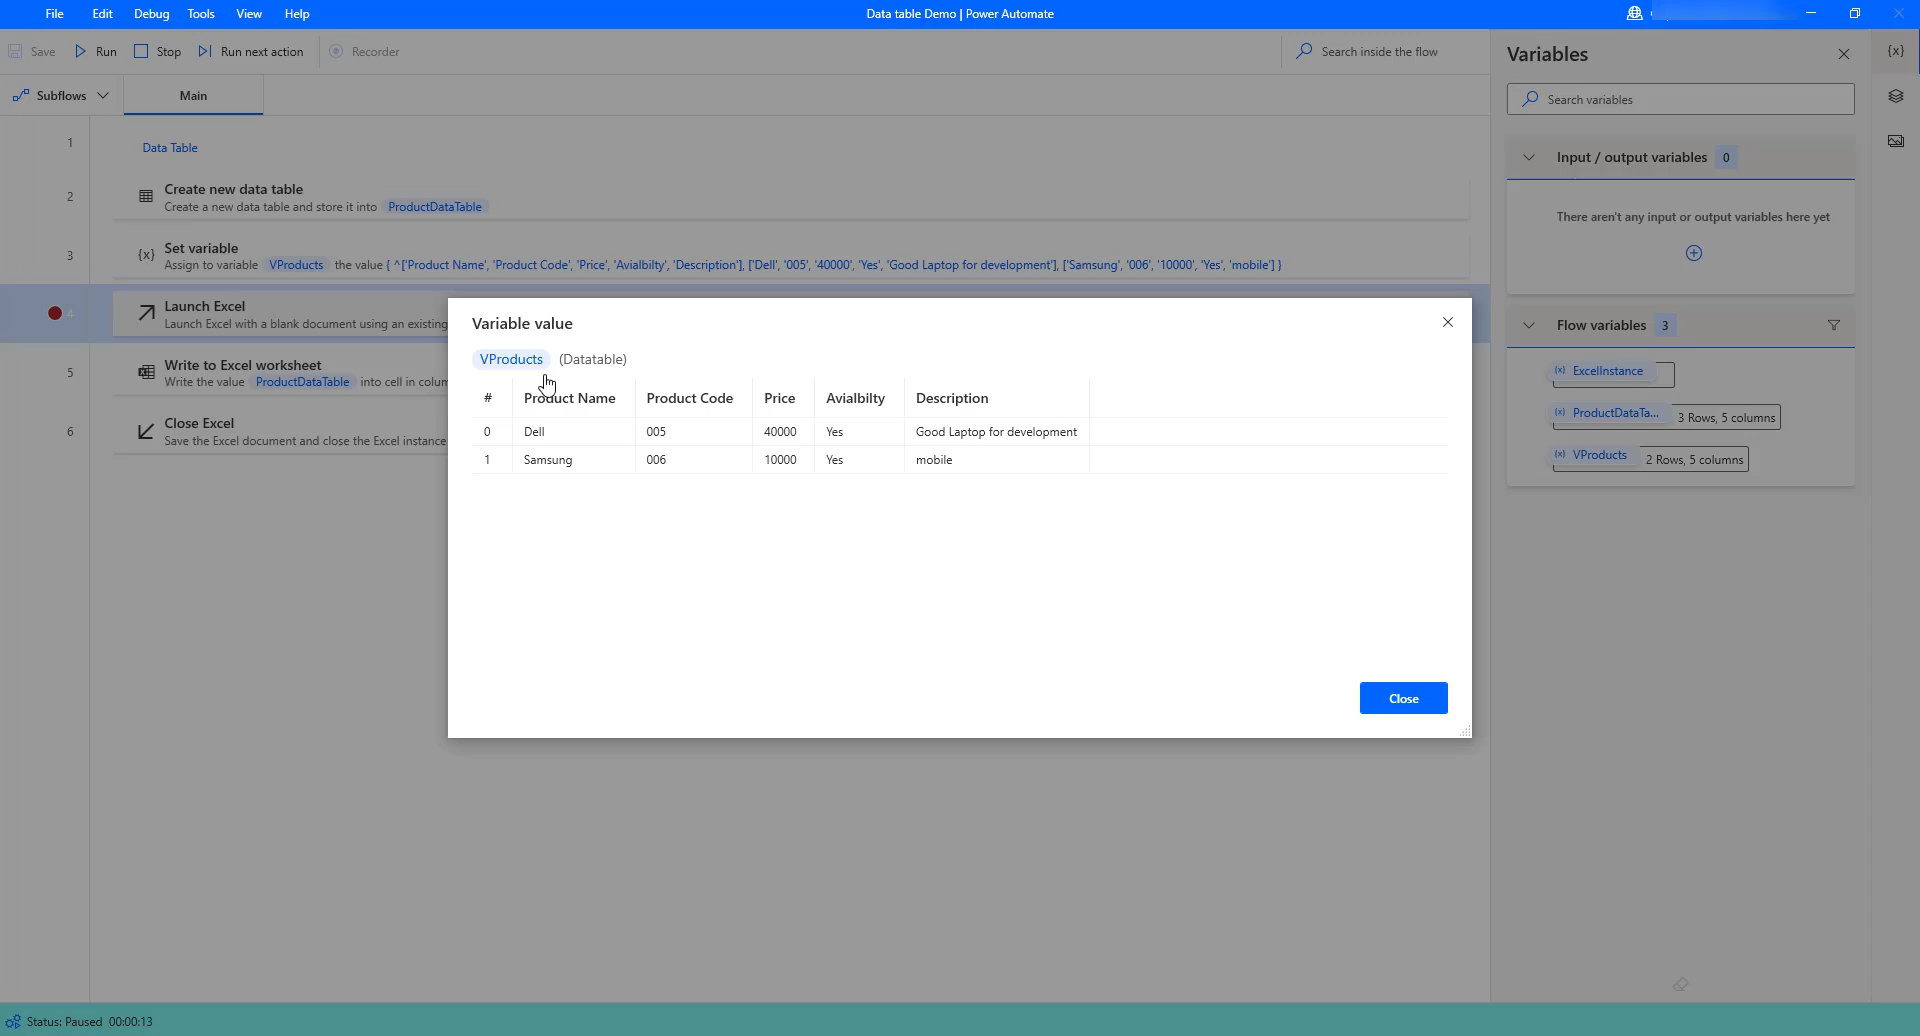 File Edit Debug Tools View Help
Data table Demo | Power Automate
Save Run Stop Run next action Recorder
Search inside the flow
Subflows Main
1 Data Table
2 Create new data table
Create a new data table and store it into ProductDataTable
3 {x} Set variable
Assign to variable VProducts the value { ^['Product Name', 'Product Code', 'Price', 'Avialbilty', 'Description'], ['Dell', '005', '40000', 'Yes', 'Good Laptop for development'], ['Samsung', '006', '10000', 'Yes', 'mobile'] }
4 Launch Excel
Launch Excel with a blank document using an existing
5 Write to Excel worksheet
Write the value ProductDataTable into cell in colum
6 Close Excel
Save the Excel document and close the Excel instance
Variable value
VProducts (Datatable)
# Product Name Product Code Price Avialbilty Description
0 Dell 005 40000 Yes Good Laptop for development
1 Samsung 006 10000 Yes mobile
Close
Variables
{x}
Search variables
Input / output variables 0
There aren't any input or output variables here yet
Flow variables 3
(x) ExcelInstance
(x) ProductDataTa... 3 Rows, 5 columns
(x) VProducts 2 Rows, 5 columns
Status: Paused 00:00:13